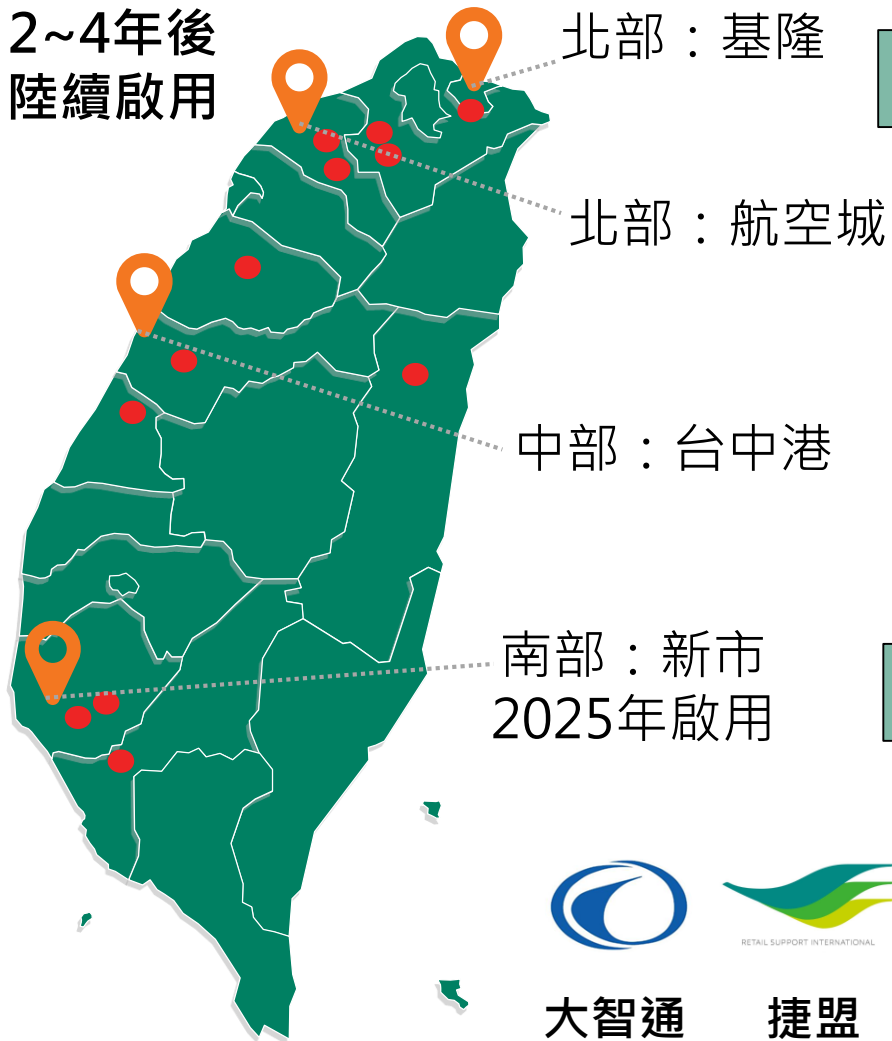 2~4年後
陸續啟用
北部：基隆
北部：航空城
中部：台中港
南部：新市
2025年啟用
RETAIL SUPPORT INTERNATIONAL
大智通
捷盟